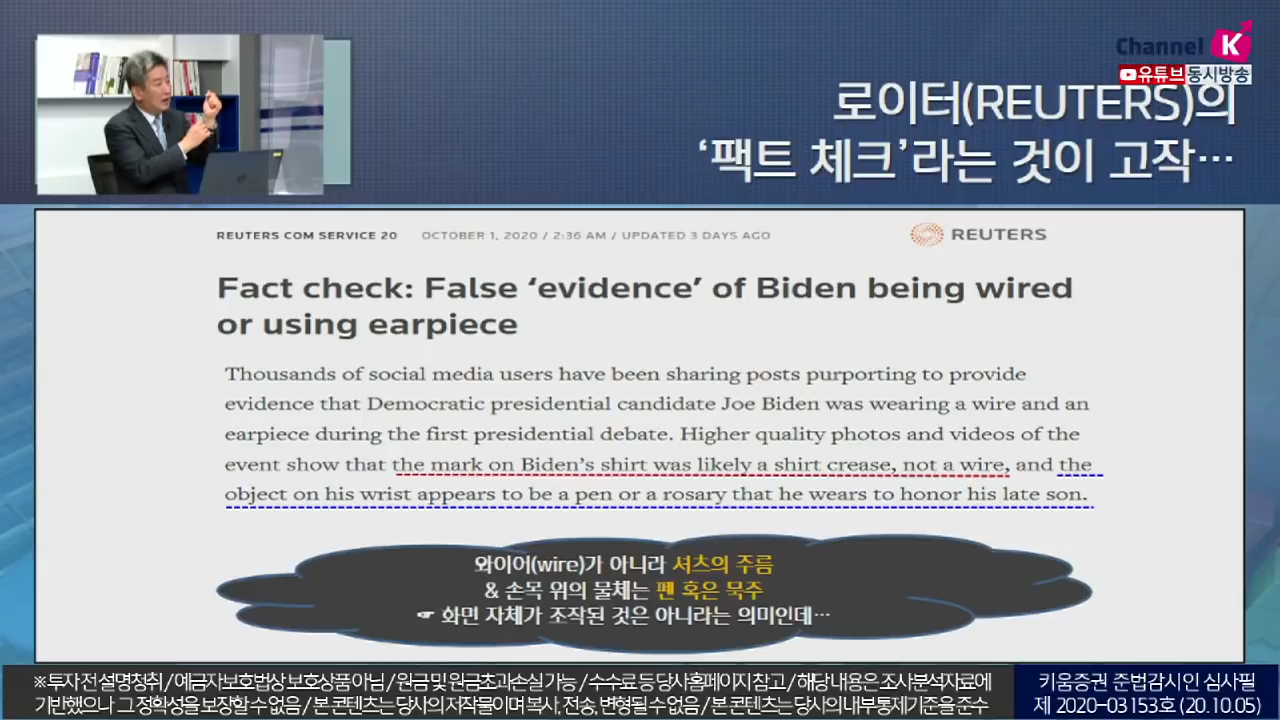 Channel K
유튜브동시방송
로이터(REUTERS)의
‘팩트 체크’라는 것이 고작…
REUTERS COM SERVICE 20 OCTOBER 1, 2020 / 2:36 AM / UPDATED 3 DAYS AGO REUTERS
Fact check: False ‘evidence’ of Biden being wired
or using earpiece
Thousands of social media users have been sharing posts purporting to provide
evidence that Democratic presidential candidate Joe Biden was wearing a wire and an
earpiece during the first presidential debate. Higher quality photos and videos of the
event show that the mark on Biden’s shirt was likely a shirt crease, not a wire, and the
object on his wrist appears to be a pen or a rosary that he wears to honor his late son.
와이어(wire)가 아니라 셔츠의 주름
& 손목 위의 물체는 펜 혹은 묵주
☞ 화면 자체가 조작된 것은 아니라는 의미인데…
※ 투자 전 설명청취 / 예금자보호법상 보호상품 아님 / 원금 및 원금초과손실 가능 / 수수료 등 당사홈페이지 참고 / 해당 내용은 조사분석자료에
기반했으나 그 정확성을 보장할 수 없음 / 본 콘텐츠는 당사의 저작물이며 복사, 전송, 변형될 수 없음 / 본 콘텐츠는 당사의 내부통제기준을 준수
키움증권 준법감시인 심사필
제 2020-03153호 (20.10.05)